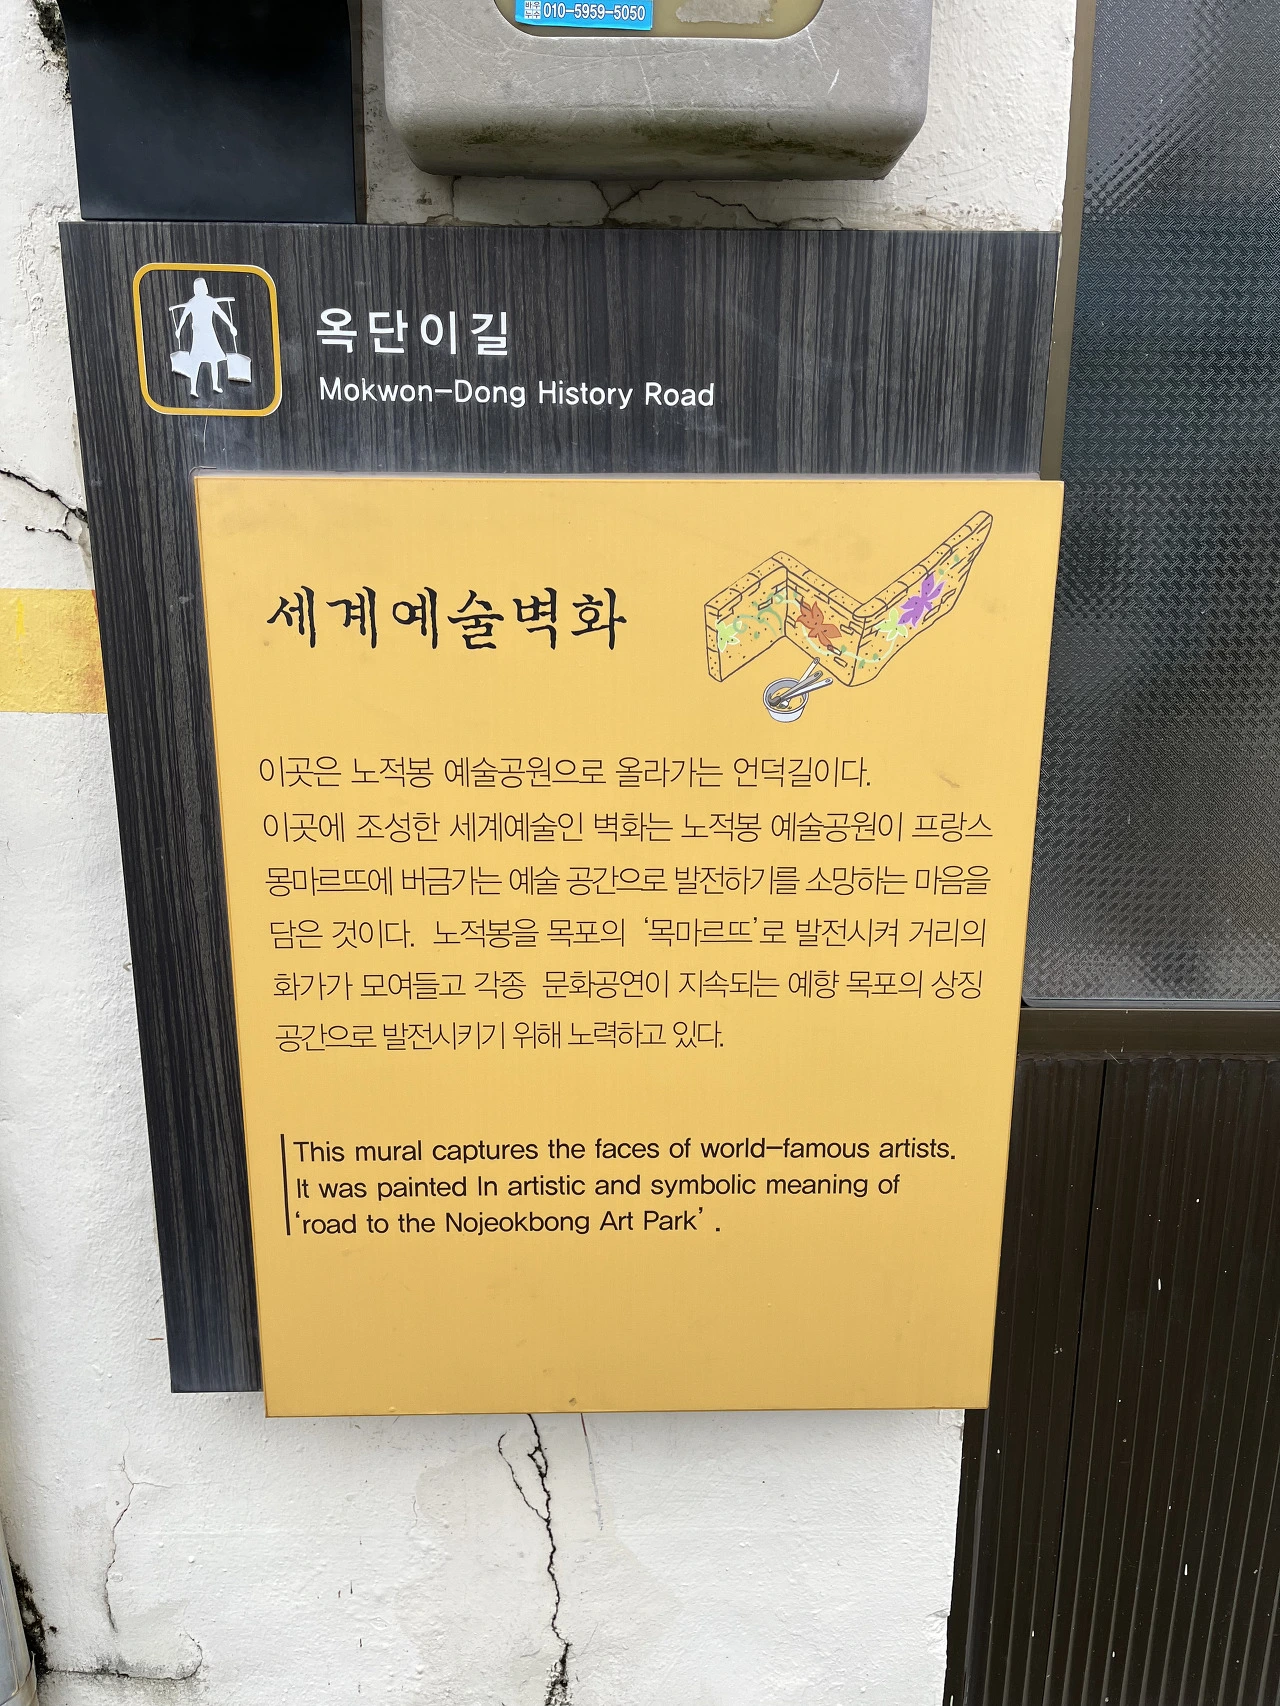 010-5959-5050
옥단이길
Mokwon-Dong History Road
세계예술벽화
이곳은 노적봉 예술공원으로 올라가는 언덕길이다.
이곳에 조성한 세계예술인 벽화는 노적봉 예술공원이 프랑스
몽마르뜨에 버금가는 예술 공간으로 발전하기를 소망하는 마음을
담은 것이다. 노적봉을 목포의 ‘목마르뜨’로 발전시켜 거리의
화가가 모여들고 각종 문화공연이 지속되는 예향 목포의 상징
공간으로 발전시키기 위해 노력하고 있다.
This mural captures the faces of world-famous artists.
It was painted In artistic and symbolic meaning of
‘road to the Nojeokbong Art Park’ .